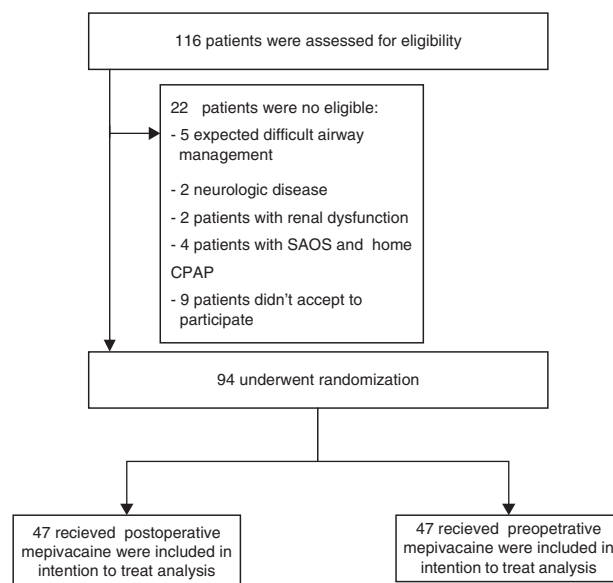 116 patients were assessed for eligibility
22 patients were no eligible:
- 5 expected difficult airway
management
- 2 neurologic disease
- 2 patients with renal dysfunction
- 4 patients with SAOS and home
CPAP
- 9 patients didn't accept to
participate
94 underwent randomization
47 recieved postoperative
mepivacaine were included in
intention to treat analysis
47 recieved preopetrative
mepivacaine were included in
intention to treat analysis